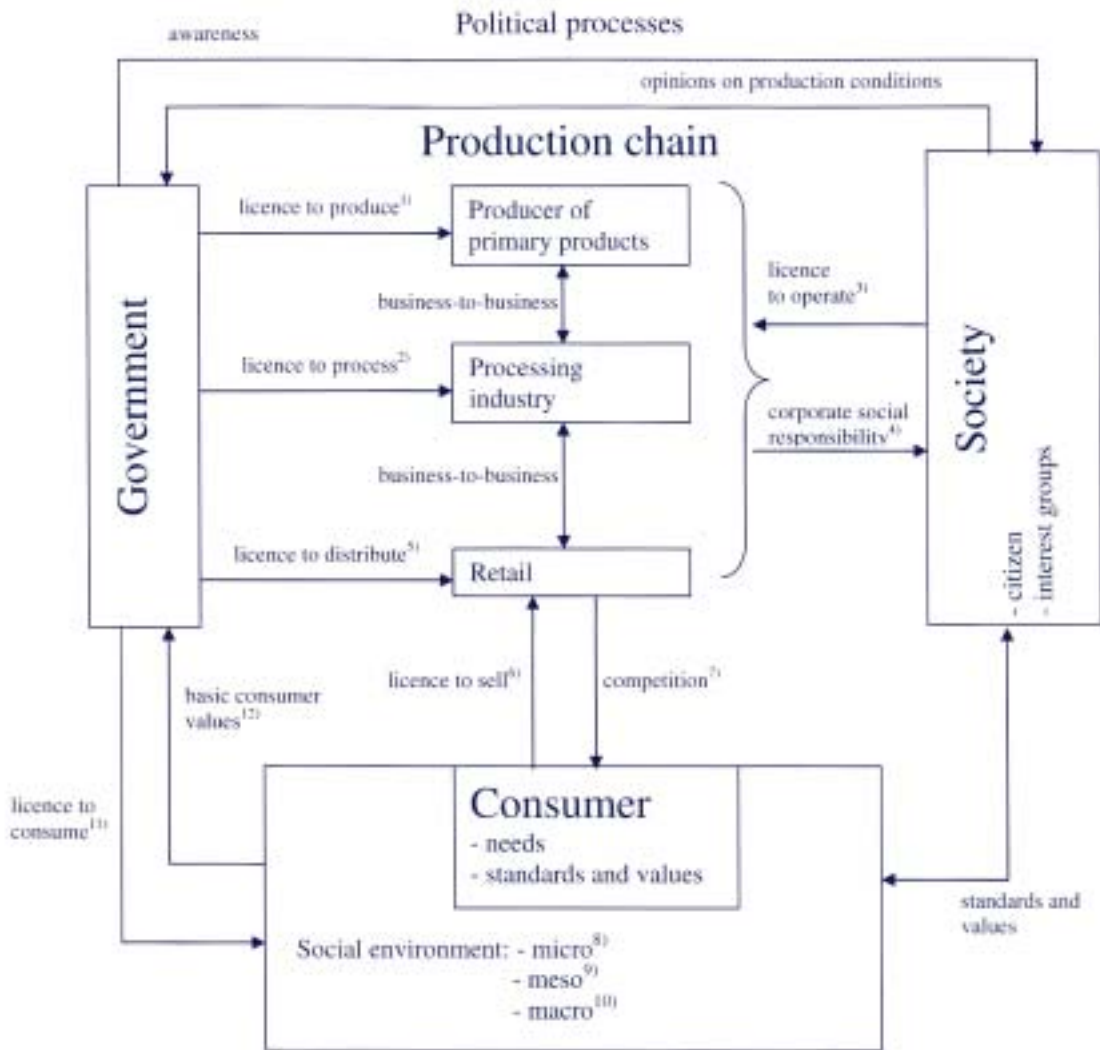 Political processes
awareness
opinions on production conditions
Production chain
licence to produce1)
Producer of
primary products
business-to-business
licence
to operate3)
Government
licence to process2)
Processing
industry
Society
- citizen
- interest groups
corporate social
responsibility4)
business-to-business
licence to distribute5)
Retail
licence to sell6)
competition7)
basic consumer
values12)
licence to
consume11)
Consumer
- needs
- standards and values
standards and
values
Social environment: - micro8)
- meso9)
- macro10)